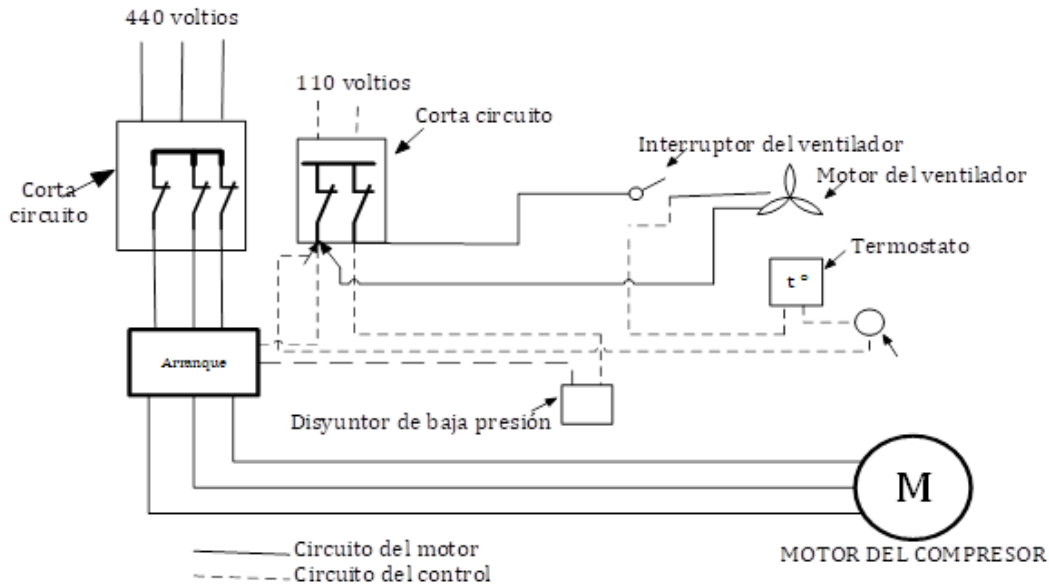 440 voltios
110 voltios
Corta circuito
Interruptor del ventilador
Motor del ventilador
Corta
circuito
Termostato
t°
Arranque
Disyuntor de baja presión
M
Circuito del motor
MOTOR DEL COMPRESOR
Circuito del control